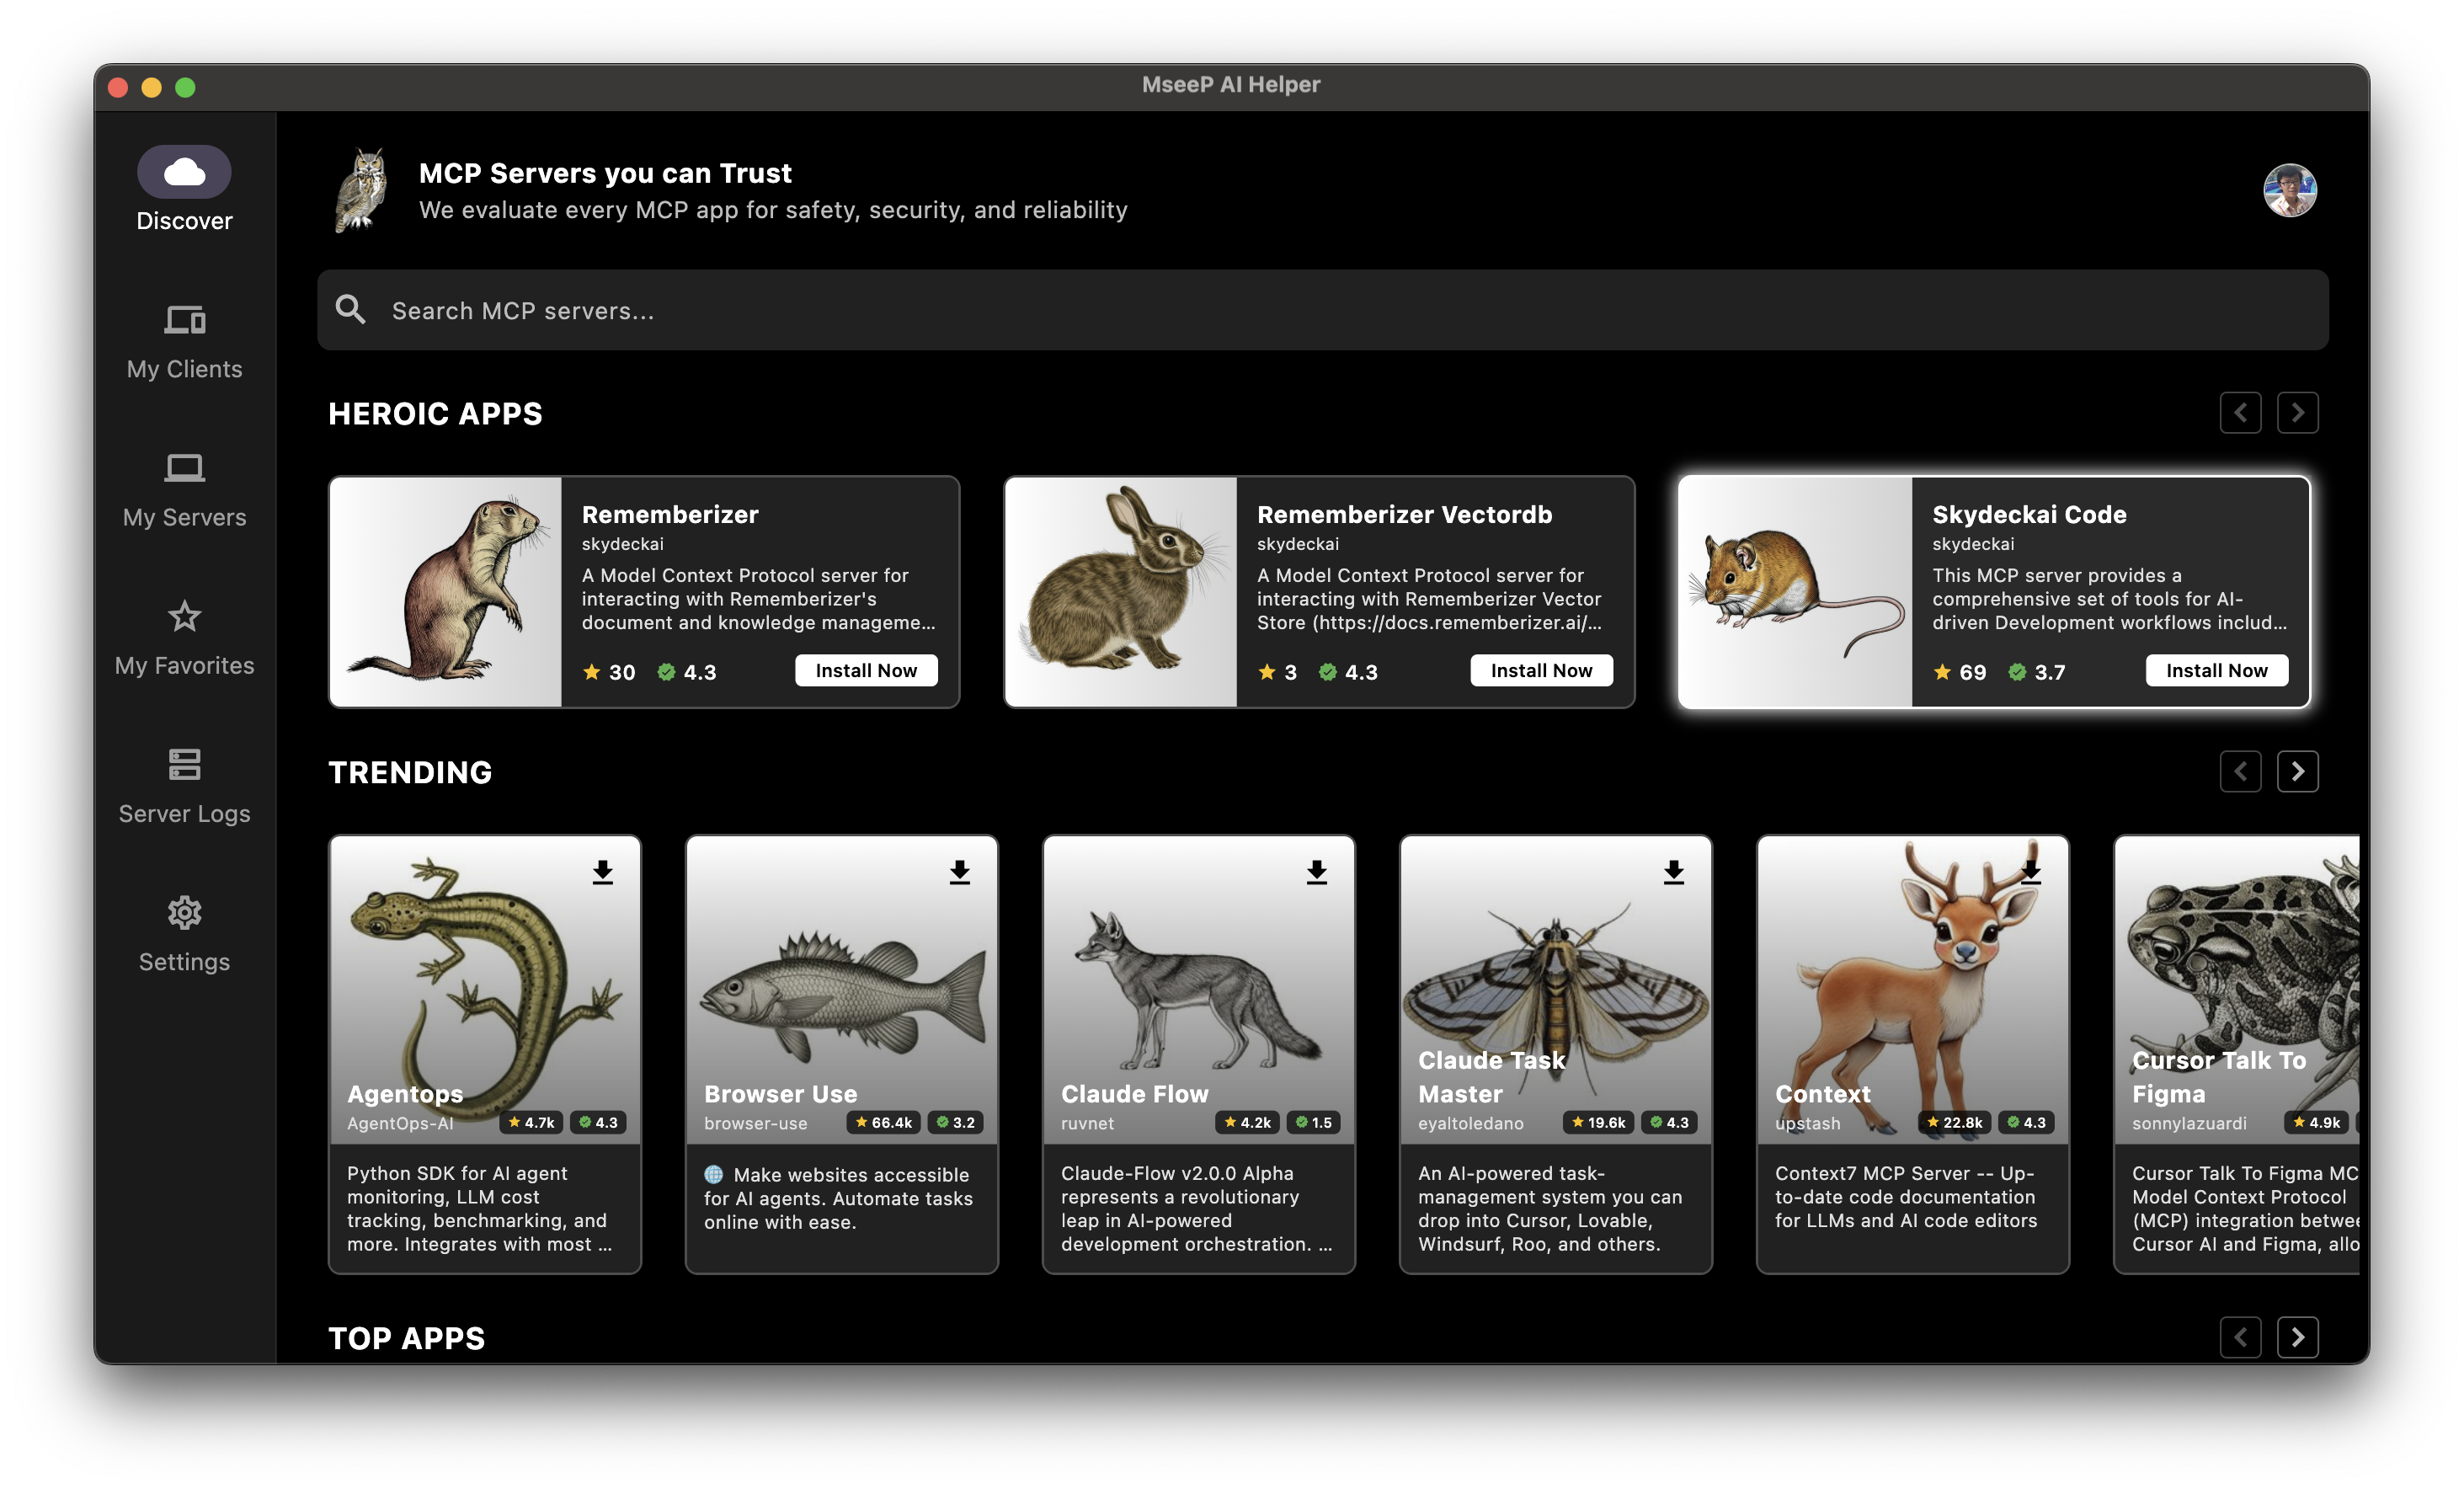 MseeP AI Helper
Discover
My Clients
My Servers
My Favorites
Server Logs
Settings
MCP Servers you can Trust
We evaluate every MCP app for safety, security, and reliability
Search MCP servers...
HEROIC APPS
Rememberizer
skydeckai
A Model Context Protocol server for
interacting with Rememberizer's
document and knowledge manageme...
30 4.3 Install Now
Rememberizer Vectordb
skydeckai
A Model Context Protocol server for
interacting with Rememberizer Vector
Store (https://docs.rememberizer.ai/...
3 4.3 Install Now
Skydeckai Code
skydeckai
This MCP server provides a
comprehensive set of tools for AI-
driven Development workflows includ...
69 3.7 Install Now
TRENDING
Agentops
AgentOps-AI 4.7k 4.3
Python SDK for AI agent
monitoring, LLM cost
tracking, benchmarking, and
more. Integrates with most ...
Browser Use
browser-use 66.4k 3.2
Make websites accessible
for AI agents. Automate tasks
online with ease.
Claude Flow
ruvnet 4.2k 1.5
Claude-Flow v2.0.0 Alpha
represents a revolutionary
leap in AI-powered
development orchestration. ...
Claude Task
Master
eyaltoledano 19.6k 4.3
An AI-powered task-
management system you can
drop into Cursor, Lovable,
Windsurf, Roo, and others.
Context
upstash 22.8k 4.3
Context7 MCP Server -- Up-
to-date code documentation
for LLMs and AI code editors
Cursor Talk To
Figma
sonnylazuardi 4.9k
Cursor Talk To Figma MC
Model Context Protocol
(MCP) integration betwe
Cursor AI and Figma, allo
TOP APPS